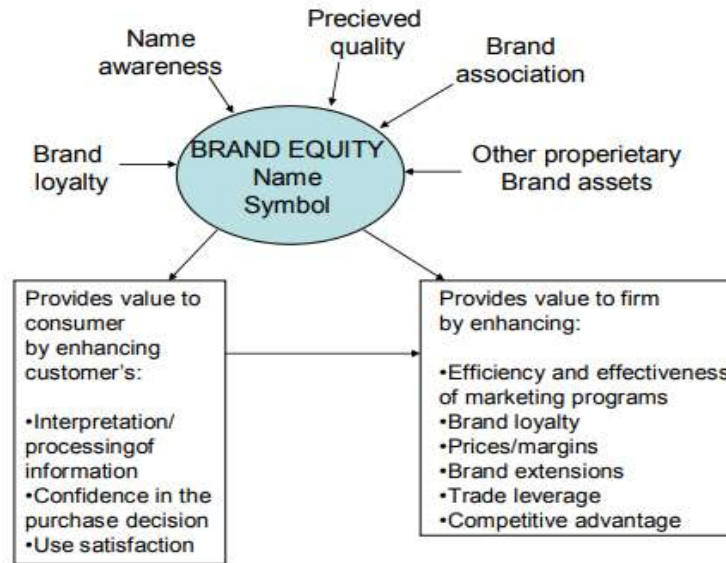 Name
awareness
Precieved
quality
Brand
association
Brand
loyalty
BRAND EQUITY
Name
Symbol
Other properietary
Brand assets
Provides value to
consumer
by enhancing
customer's:
•Interpretation/
processingof
information
•Confidence in the
purchase decision
•Use satisfaction
Provides value to firm
by enhancing:
•Efficiency and effectiveness
of marketing programs
•Brand loyalty
•Prices/margins
•Brand extensions
•Trade leverage
•Competitive advantage